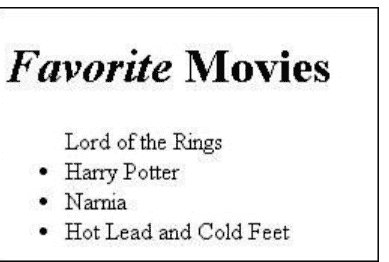 Favorite Movies
Lord of the Rings
• Harry Potter
• Narnia
• Hot Lead and Cold Feet